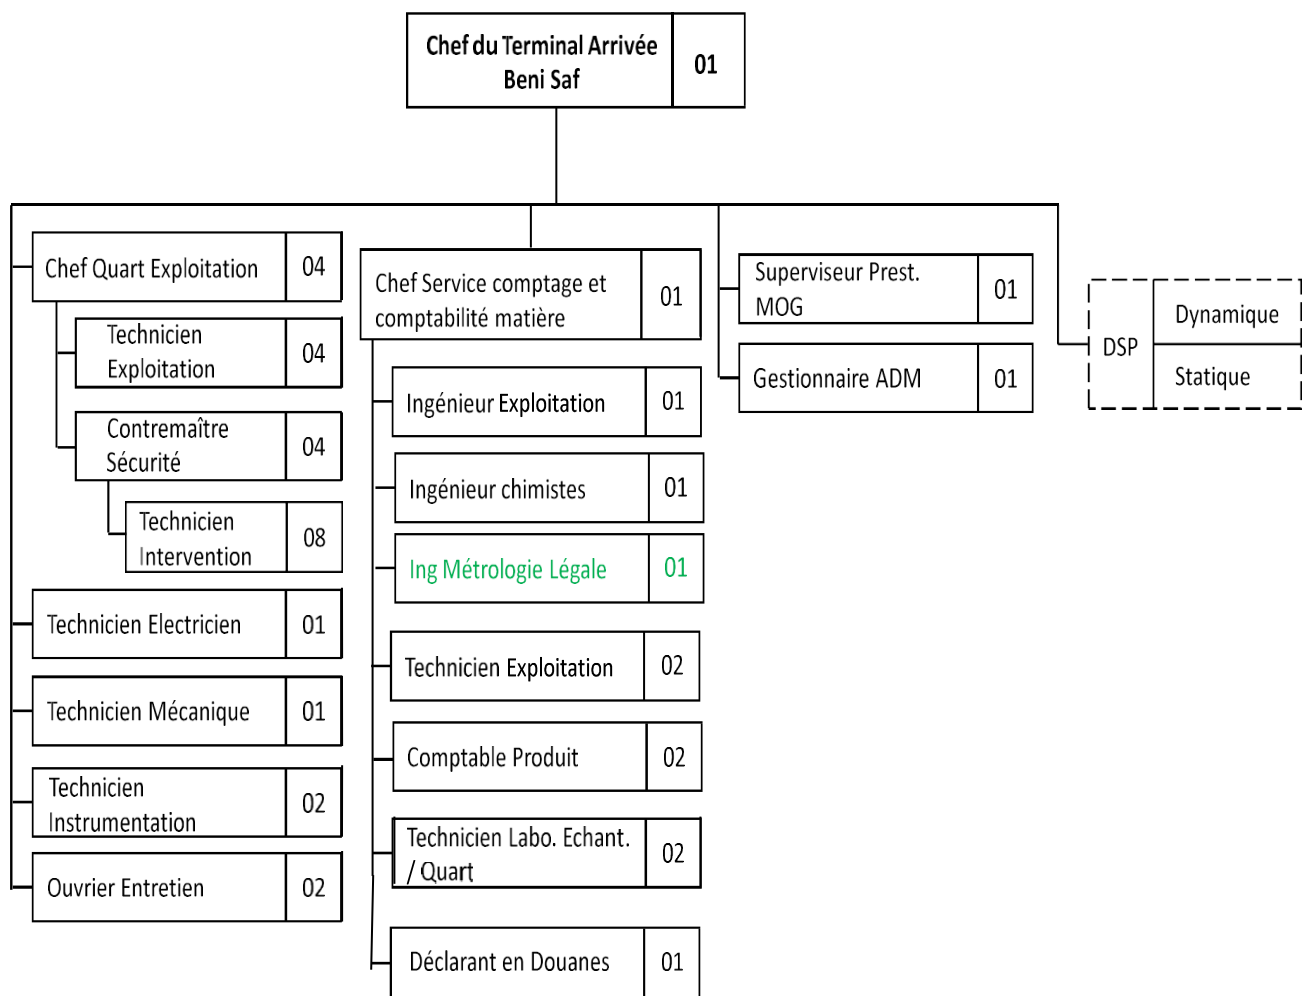 Chef du Terminal Arrivée
Beni Saf
01
Chef Quart Exploitation
04
Technicien
Exploitation
04
Contremaître
Sécurité
04
Technicien
Intervention
08
Technicien Electricien
01
Technicien Mécanique
01
Technicien
Instrumentation
02
Ouvrier Entretien
02
Chef Service comptage et
comptabilité matière
01
Ingénieur Exploitation
01
Ingénieur chimistes
01
Ing Métrologie Légale
01
Technicien Exploitation
02
Comptable Produit
02
Technicien Labo. Echant.
/ Quart
02
Déclarant en Douanes
01
Superviseur Prest.
MOG
01
Gestionnaire ADM
01
DSP
Dynamique
Statique